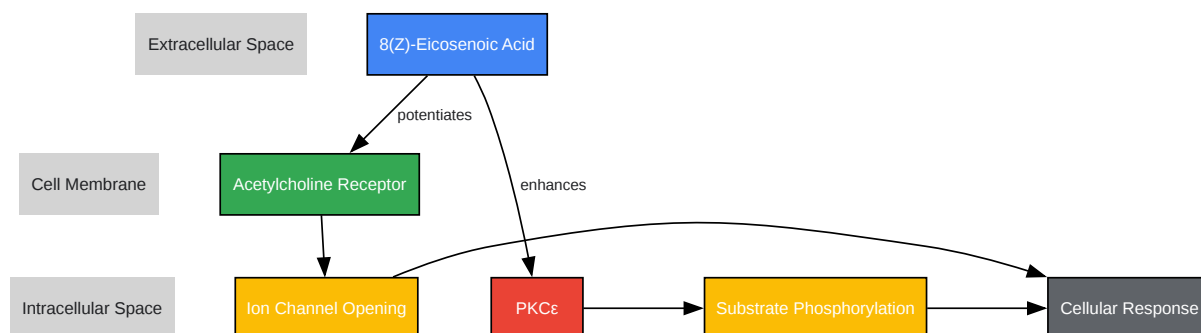 Extracellular Space
8(Z)-Eicosenoic Acid
potentiates
Cell Membrane
Acetylcholine Receptor
enhances
Intracellular Space
Ion Channel Opening
PKCε
Substrate Phosphorylation
Cellular Response